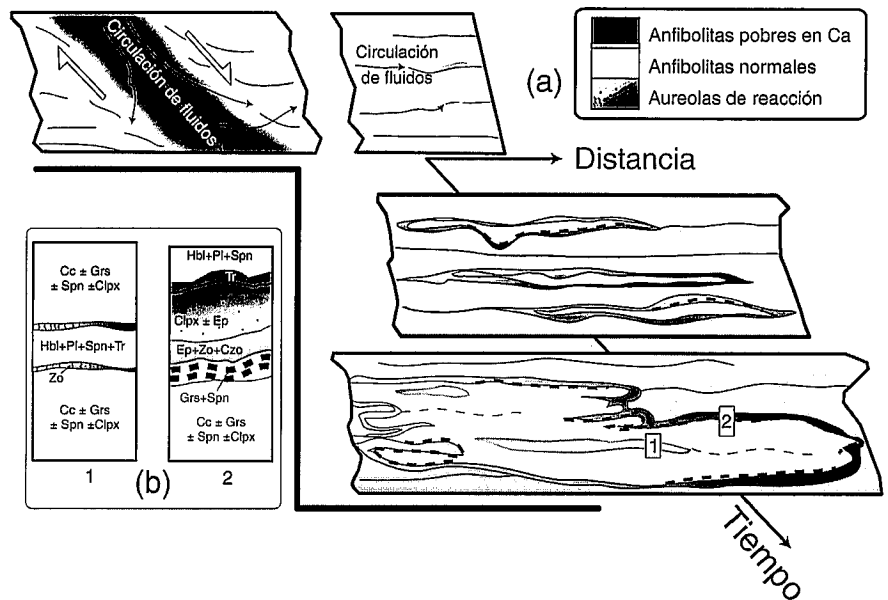 Circulación de fluidos
Circulación
de fluidos
(a)
Anfibolitas pobres en Ca
Anfibolitas normales
Aureolas de reacción
Distancia
Cc ± Grs
± Spn ±Clpx
Hbl+Pl+Spn+Tr
Zo
Cc ± Grs
± Spn ±Clpx
1
(b)
Hbl+Pl+Spn
Tr
Clpx ± Ep
Ep+Zo+Czo
Grs+Spn
Cc ± Grs
± Spn ±Clpx
2
1
2
Tiempo